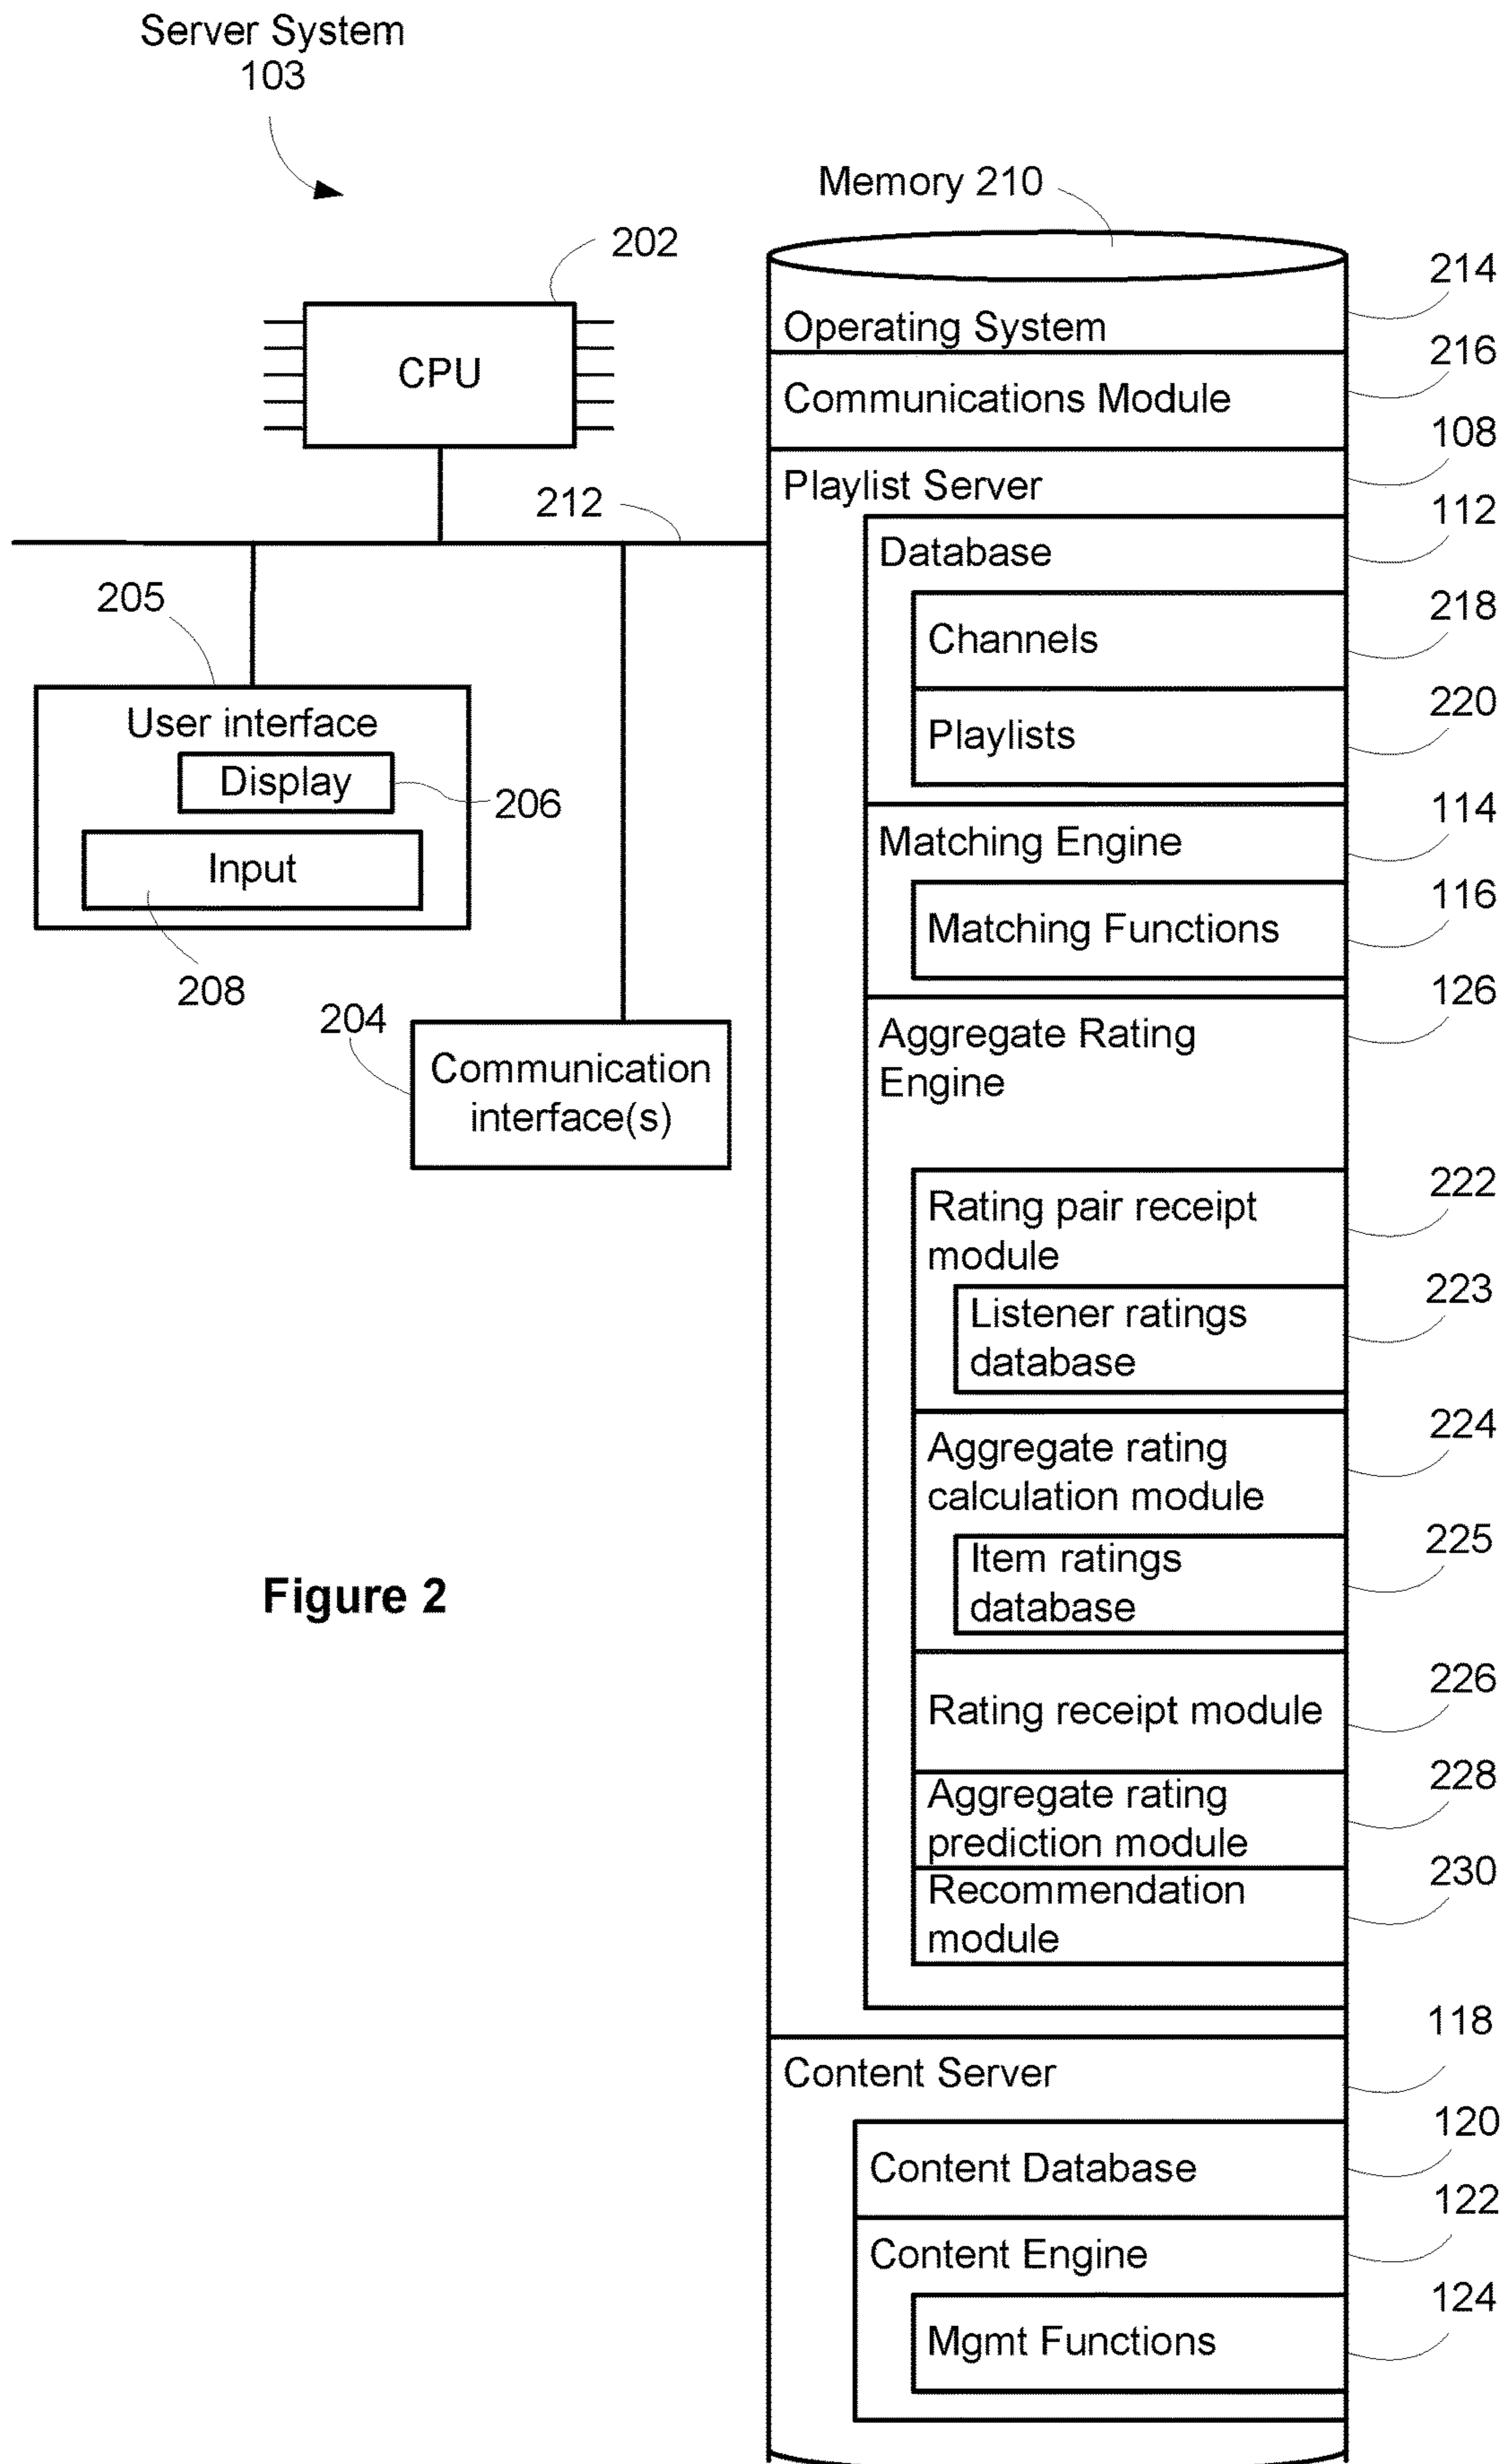 Server System
103
Memory 210
202
214
Operating System
CPU
216
Communications Module
108
Playlist Server
212
112
Database
205
218
Channels
User interface
220
Playlists
Display
206
114
Matching Engine
Input
116
Matching Functions
208
126
204
Aggregate Rating
Engine
Communication
interface(s)
222
Rating pair receipt
module
223
Listener ratings
database
224
Aggregate rating
calculation module
225
Item ratings
database
Figure 2
226
Rating receipt module
228
Aggregate rating
prediction module
230
Recommendation
module
118
Content Server
120
Content Database
122
Content Engine
124
Mgmt Functions